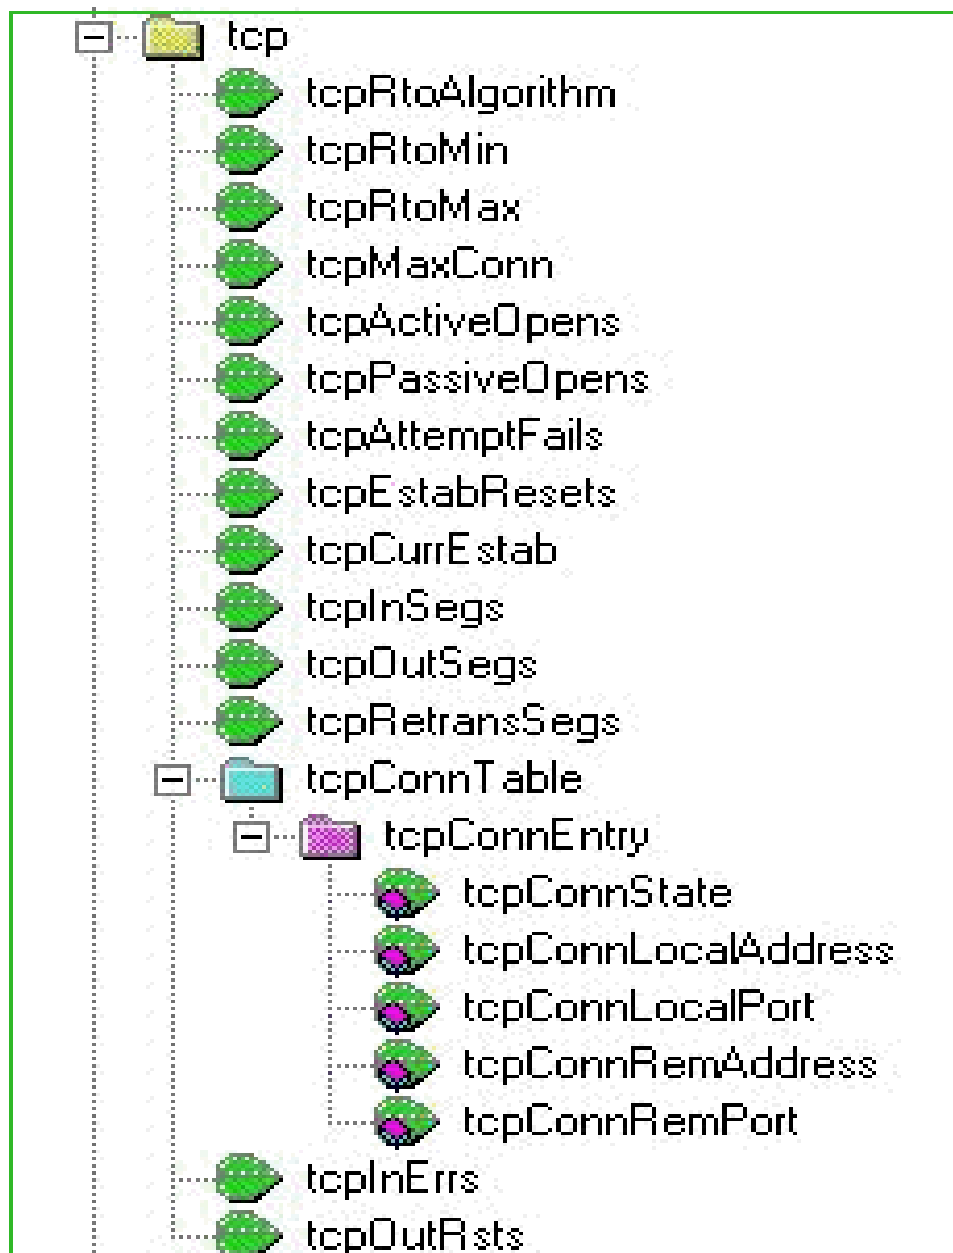 tcp
tcpRtoAlgorithm
tcpRtoMin
tcpRtoMax
tcpMaxConn
tcpActiveOpens
tcpPassiveOpens
tcpAttemptFails
tcpEstabResets
tcpCurrEstab
tcpInSegs
tcpOutSegs
tcpRetransSegs
tcpConnTable
tcpConnEntry
tcpConnState
tcpConnLocalAddress
tcpConnLocalPort
tcpConnRemAddress
tcpConnRemPort
tcpInErrs
tcpOutRsts